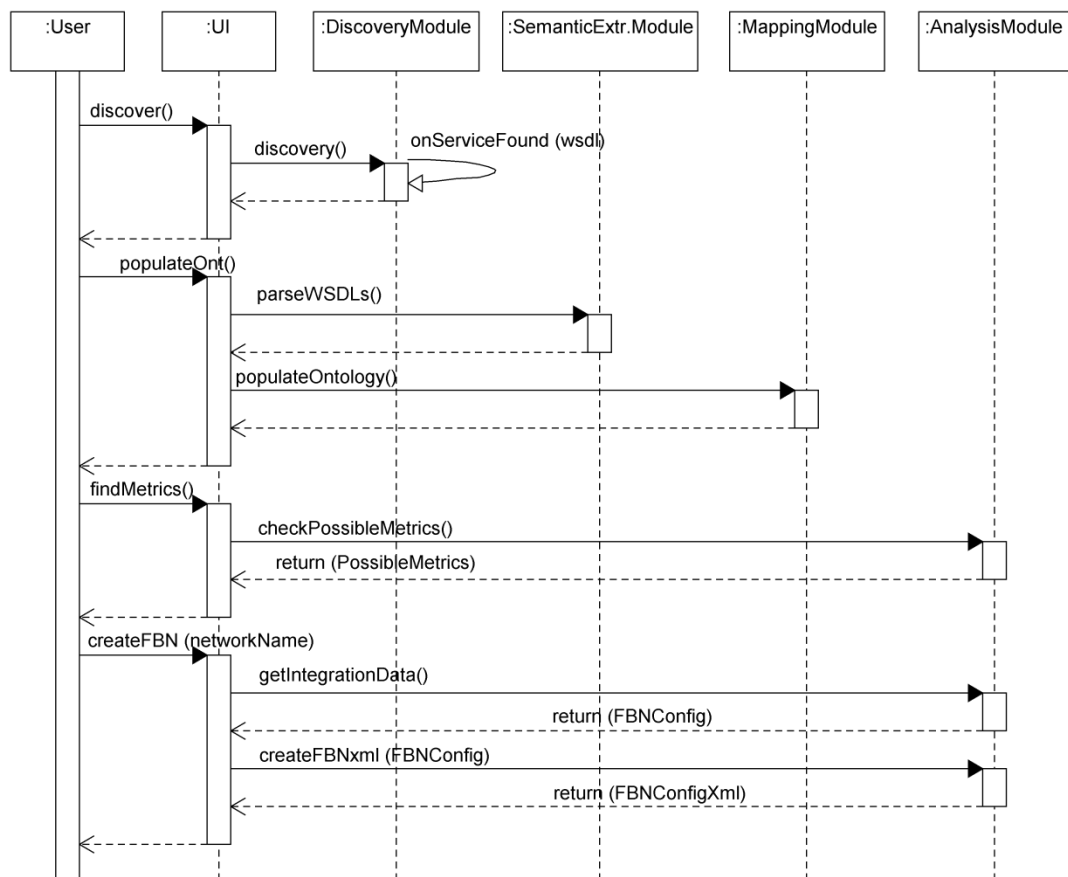 :User
:UI
:DiscoveryModule
:SemanticExtr.Module
:MappingModule
:AnalysisModule
discover()
discovery()
onServiceFound (wsdl)
populateOnt()
parseWSDLs()
populateOntology()
findMetrics()
checkPossibleMetrics()
return (PossibleMetrics)
createFBN (networkName)
getIntegrationData()
return (FBNConfig)
createFBNxml (FBNConfig)
return (FBNConfigXml)